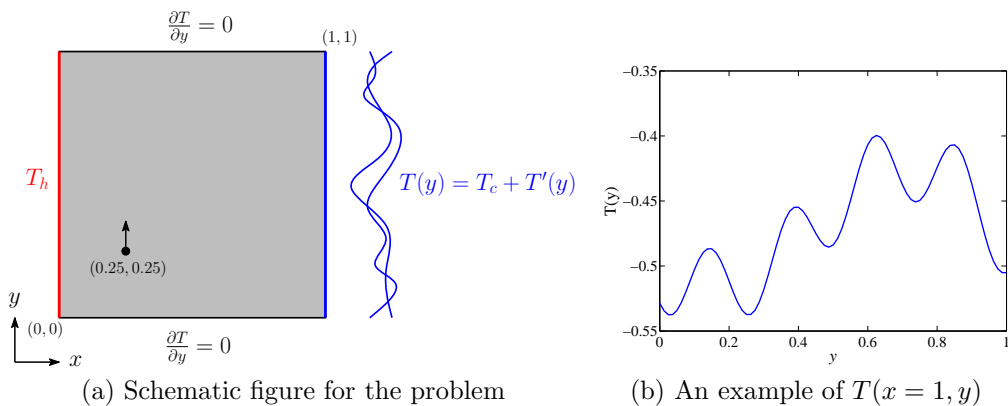 ∂T/∂y = 0
(1, 1)
T_h
T(y) = T_c + T′(y)
(0.25, 0.25)
y
(0, 0)
x
∂T/∂y = 0
(a) Schematic figure for the problem
−0.35
−0.4
−0.45
−0.5
−0.55
T(y)
0 0.2 0.4 0.6 0.8 1
y
(b) An example of T(x = 1, y)